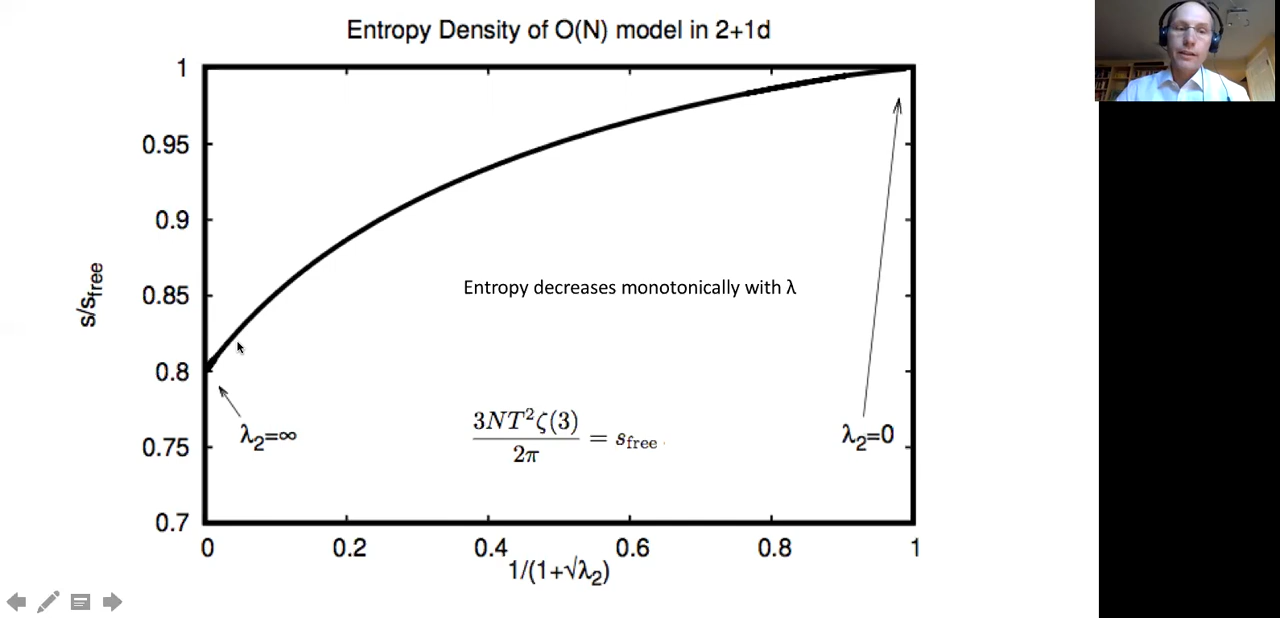 Entropy Density of O(N) model in 2+1d
1
0.95
0.9
0.85
0.8
0.75
0.7
s/s_free
Entropy decreases monotonically with λ
λ₂=∞
3NT²ζ(3)
2π
= s_free
λ₂=0
0 0.2 0.4 0.6 0.8 1
1/(1+√λ₂)